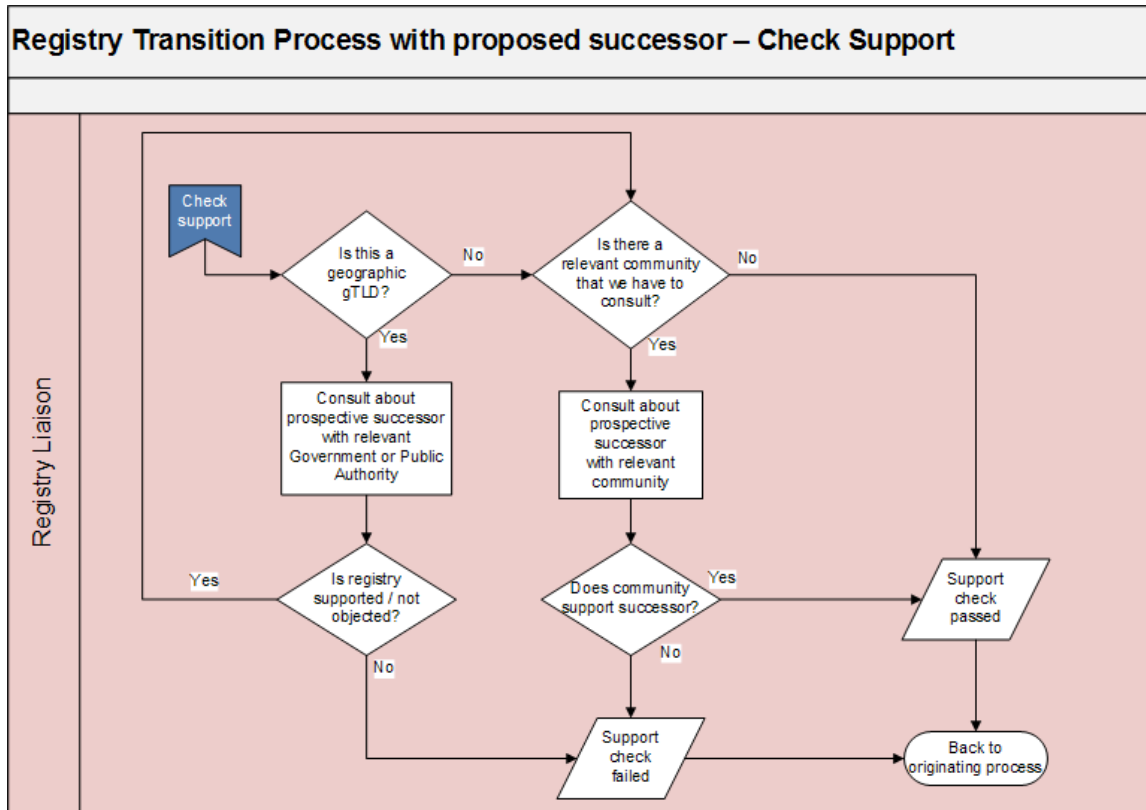 Registry Transition Process with proposed successor – Check Support
Registry Liaison
Check
support
Is this a
geographic
gTLD?
No
Yes
Is there a
relevant community
that we have to
consult?
No
Yes
Consult about
prospective successor
with relevant
Government or Public
Authority
Consult about
prospective
successor
with relevant
community
Is registry
supported / not
objected?
Yes
No
Does community
support successor?
Yes
No
Support
check
passed
Support
check
failed
Back to
originating process